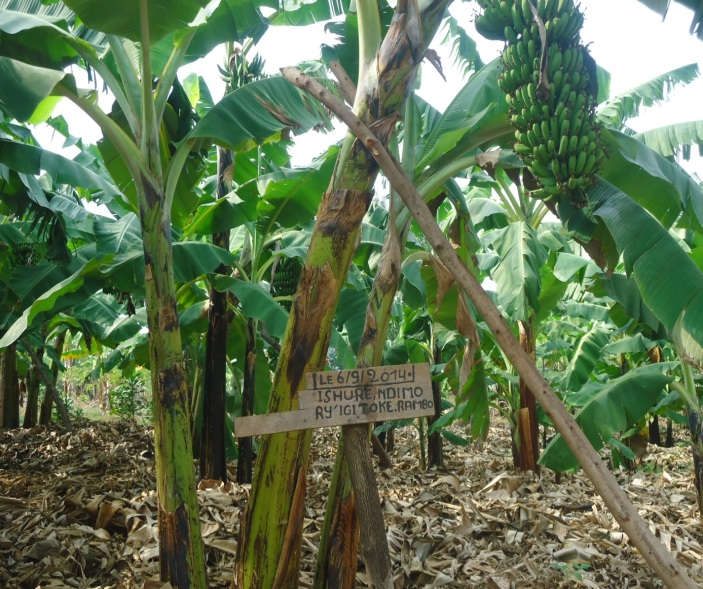 LE 6/9/2014.
ISHURE, NDIMO
RY'IGITOKE. RAMBO